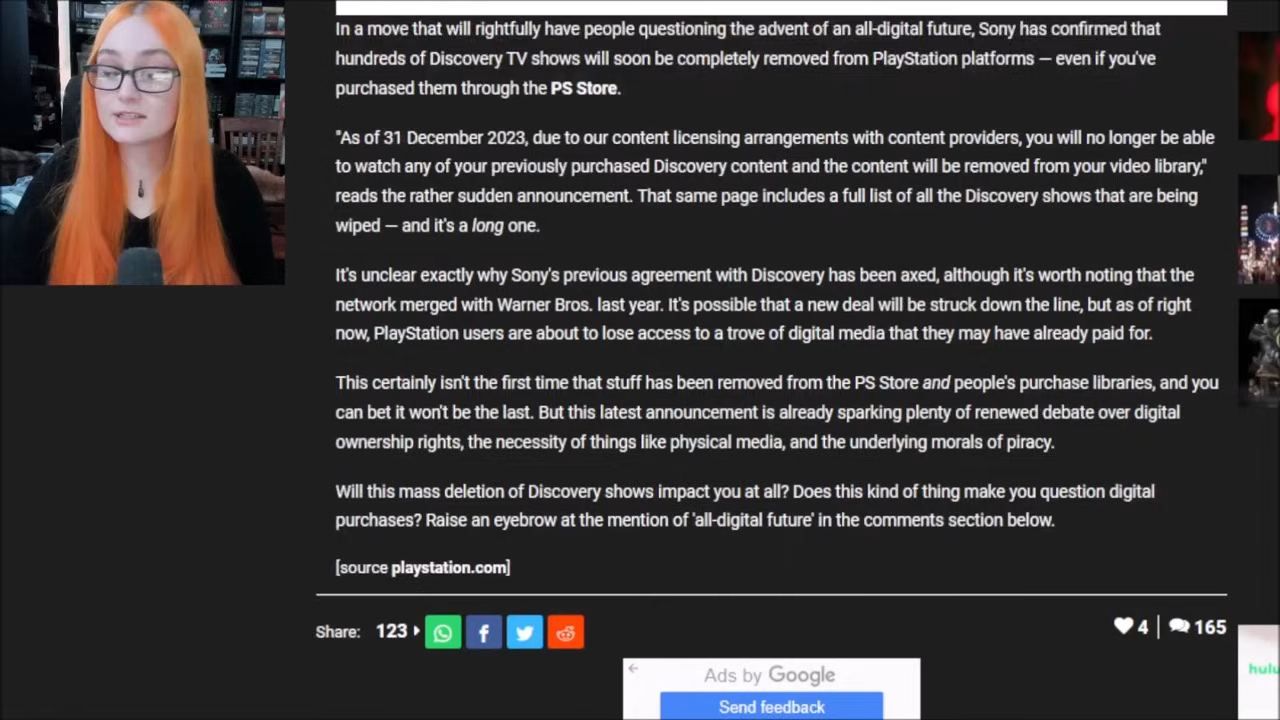 In a move that will rightfully have people questioning the advent of an all-digital future, Sony has confirmed that
hundreds of Discovery TV shows will soon be completely removed from PlayStation platforms — even if you've
purchased them through the PS Store.
"As of 31 December 2023, due to our content licensing arrangements with content providers, you will no longer be able
to watch any of your previously purchased Discovery content and the content will be removed from your video library,"
reads the rather sudden announcement. That same page includes a full list of all the Discovery shows that are being
wiped — and it's a long one.
It's unclear exactly why Sony's previous agreement with Discovery has been axed, although it's worth noting that the
network merged with Warner Bros. last year. It's possible that a new deal will be struck down the line, but as of right
now, PlayStation users are about to lose access to a trove of digital media that they may have already paid for.
This certainly isn't the first time that stuff has been removed from the PS Store and people's purchase libraries, and you
can bet it won't be the last. But this latest announcement is already sparking plenty of renewed debate over digital
ownership rights, the necessity of things like physical media, and the underlying morals of piracy.
Will this mass deletion of Discovery shows impact you at all? Does this kind of thing make you question digital
purchases? Raise an eyebrow at the mention of 'all-digital future' in the comments section below.
[source playstation.com]
Share: 123 4 165
Ads by Google
Send feedback
hulu